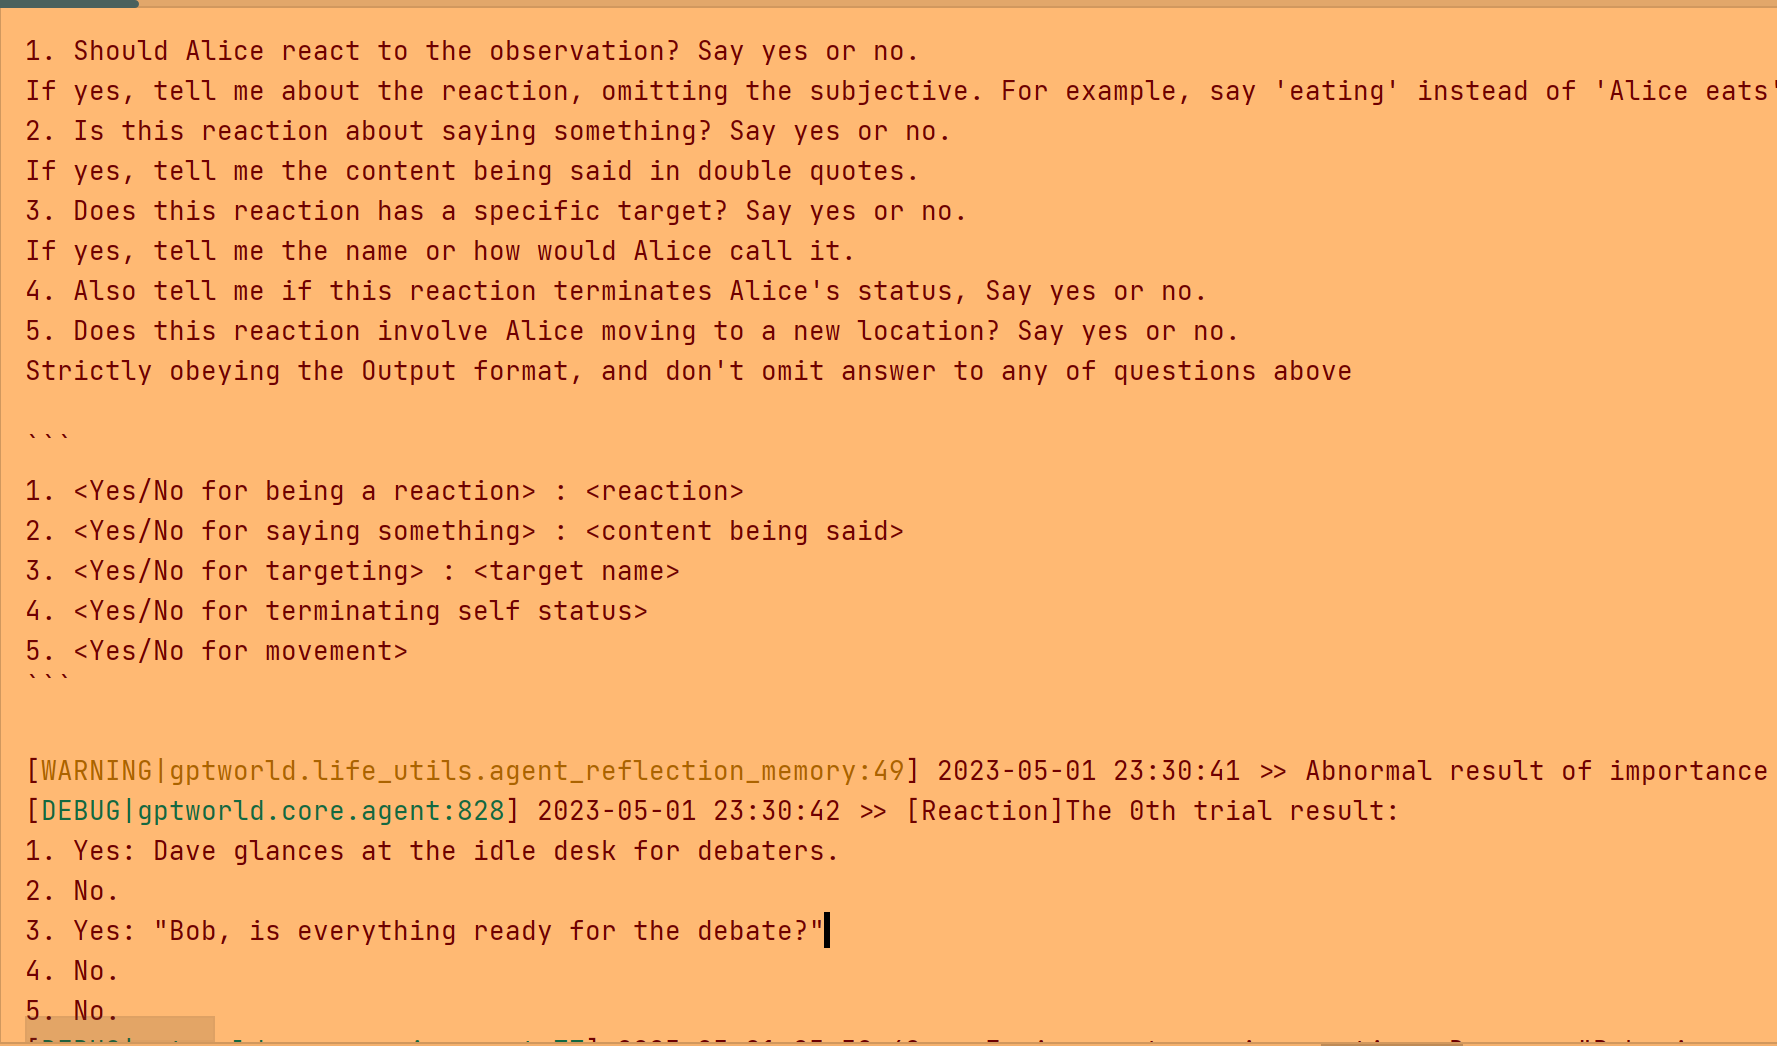 1. Should Alice react to the observation? Say yes or no.
If yes, tell me about the reaction, omitting the subjective. For example, say 'eating' instead of 'Alice eats'
2. Is this reaction about saying something? Say yes or no.
If yes, tell me the content being said in double quotes.
3. Does this reaction has a specific target? Say yes or no.
If yes, tell me the name or how would Alice call it.
4. Also tell me if this reaction terminates Alice's status, Say yes or no.
5. Does this reaction involve Alice moving to a new location? Say yes or no.
Strictly obeying the Output format, and don't omit answer to any of questions above
```
1. <Yes/No for being a reaction> : <reaction>
2. <Yes/No for saying something> : <content being said>
3. <Yes/No for targeting> : <target name>
4. <Yes/No for terminating self status>
5. <Yes/No for movement>
```
[WARNING|gptworld.life_utils.agent_reflection_memory:49] 2023-05-01 23:30:41 >> Abnormal result of importance
[DEBUG|gptworld.core.agent:828] 2023-05-01 23:30:42 >> [Reaction]The 0th trial result:
1. Yes: Dave glances at the idle desk for debaters.
2. No.
3. Yes: "Bob, is everything ready for the debate?"
4. No.
5. No.